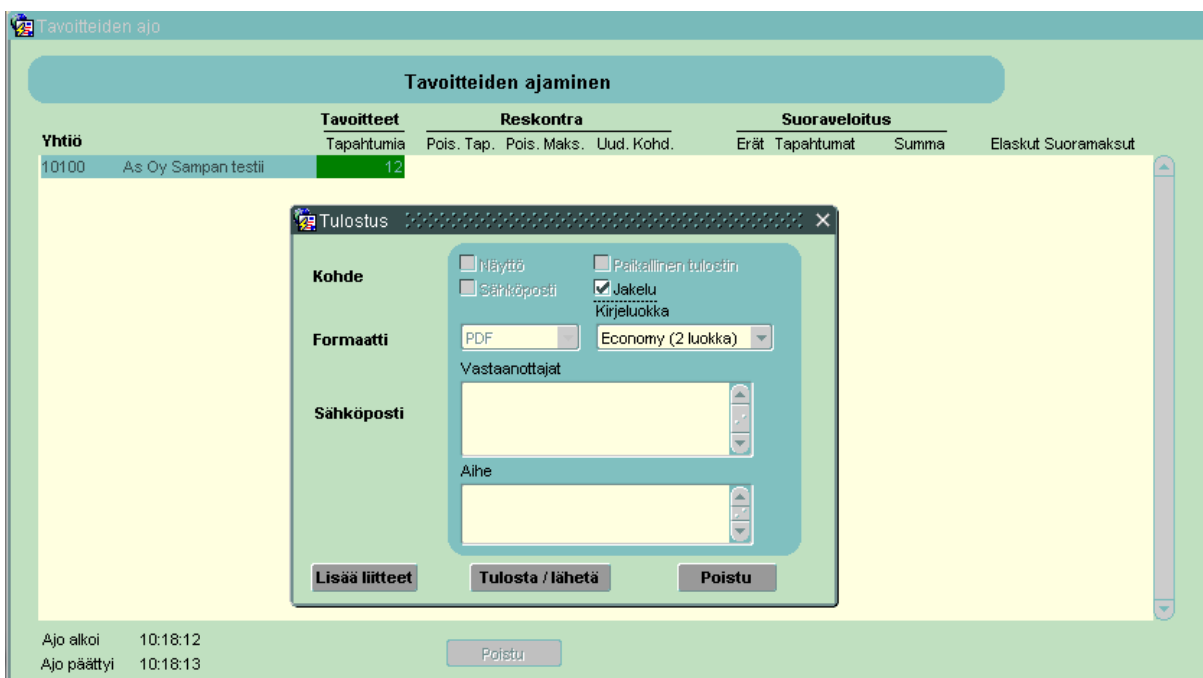 Tavoitteiden ajo
Tavoitteiden ajaminen
Tavoitteet Reskontra Suoraveloitus
Yhtiö Tapahtumia Pois. Tap. Pois. Maks. Uud. Kohd. Erät Tapahtumat Summa Elaskut Suoramaksut
10100 As Oy Sampan testii 12
Tulostus
Kohde
Näyttö Paikallinen tulostin
Sähköposti Jakelu
Kirjeluokka
Formaatti PDF Economy (2 luokka)
Vastaanottajat
Sähköposti
Aihe
Lisää liitteet Tulosta / lähetä Poistu
Ajo alkoi 10:18:12
Ajo päättyi 10:18:13
Poistu